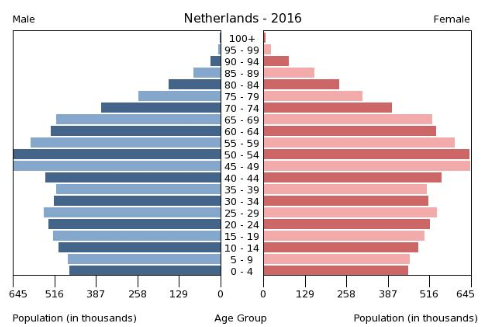 Male Netherlands - 2016 Female
100+
95 - 99
90 - 94
85 - 89
80 - 84
75 - 79
70 - 74
65 - 69
60 - 64
55 - 59
50 - 54
45 - 49
40 - 44
35 - 39
30 - 34
25 - 29
20 - 24
15 - 19
10 - 14
5 - 9
0 - 4
645 516 387 258 129 0 0 129 258 387 516 645
Population (in thousands) Age Group Population (in thousands)